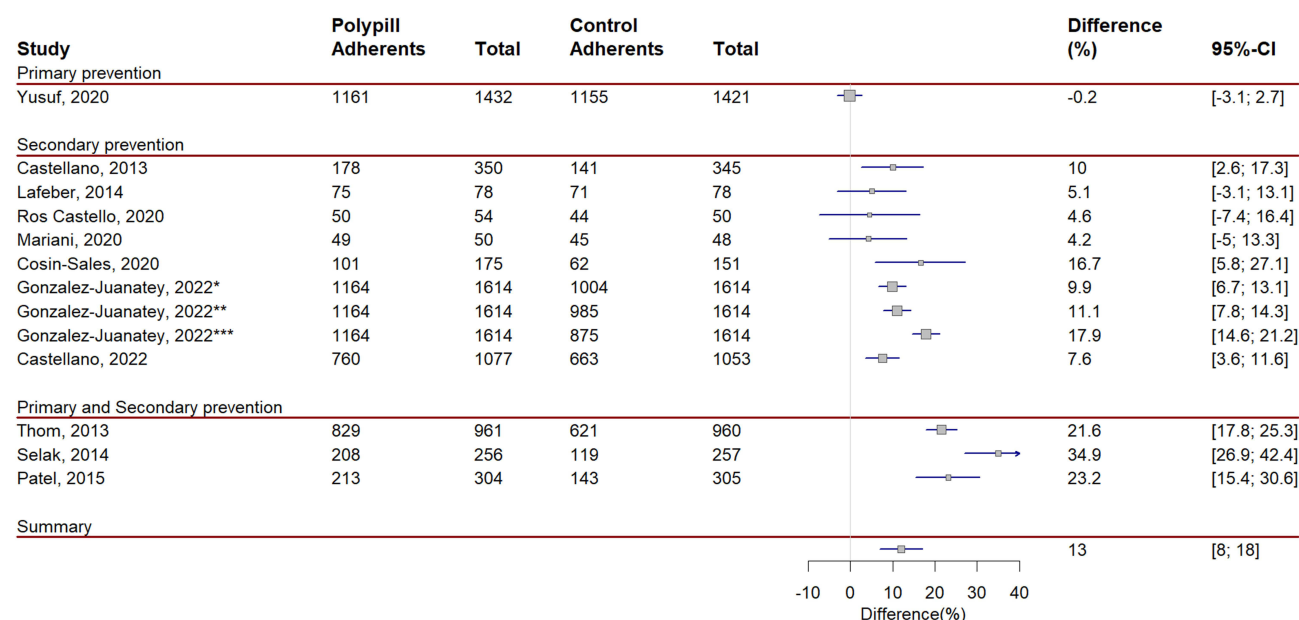 Study Polypill Adherents Total Control Adherents Total Difference (%) 95%-CI
Primary prevention
Yusuf, 2020 1161 1432 1155 1421 -0.2 [-3.1; 2.7]
Secondary prevention
Castellano, 2013 178 350 141 345 10 [2.6; 17.3]
Lafeber, 2014 75 78 71 78 5.1 [-3.1; 13.1]
Ros Castello, 2020 50 54 44 50 4.6 [-7.4; 16.4]
Mariani, 2020 49 50 45 48 4.2 [-5; 13.3]
Cosin-Sales, 2020 101 175 62 151 16.7 [5.8; 27.1]
Gonzalez-Juanatey, 2022* 1164 1614 1004 1614 9.9 [6.7; 13.1]
Gonzalez-Juanatey, 2022** 1164 1614 985 1614 11.1 [7.8; 14.3]
Gonzalez-Juanatey, 2022*** 1164 1614 875 1614 17.9 [14.6; 21.2]
Castellano, 2022 760 1077 663 1053 7.6 [3.6; 11.6]
Primary and Secondary prevention
Thom, 2013 829 961 621 960 21.6 [17.8; 25.3]
Selak, 2014 208 256 119 257 34.9 [26.9; 42.4]
Patel, 2015 213 304 143 305 23.2 [15.4; 30.6]
Summary
13 [8; 18]
-10 0 10 20 30 40
Difference(%)